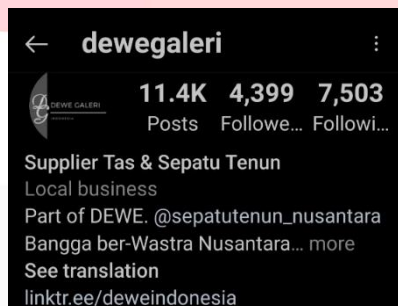 ← dewegaleri
DEWE GALERI
11.4K 4,399 7,503
Posts Followe... Followi...
Supplier Tas & Sepatu Tenun
Local business
Part of DEWE. @sepatutenun_nusantara
Bangga ber-Wastra Nusantara... more
See translation
linktr.ee/deweindonesia